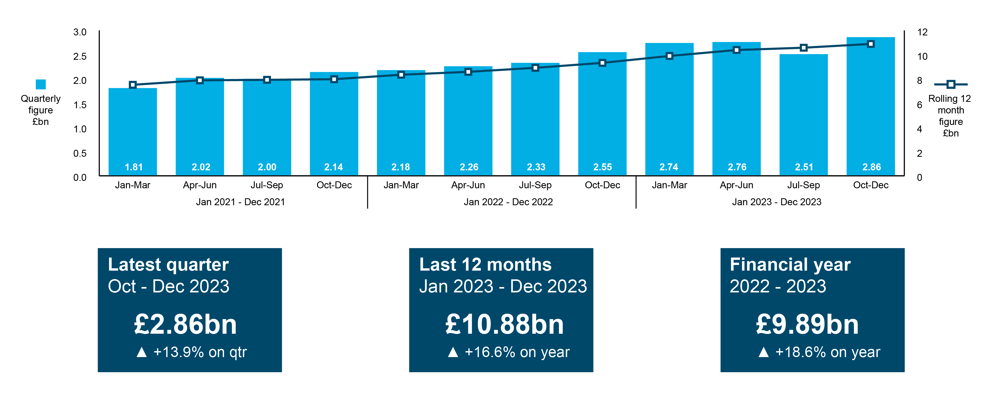 3.0
2.5
2.0
1.5
1.0
0.5
0.0
Quarterly
figure
£bn
12
10
8
6
4
2
0
Rolling 12
month
figure
£bn
1.81 2.02 2.00 2.14 2.18 2.26 2.33 2.55 2.74 2.76 2.51 2.86
Jan-Mar Apr-Jun Jul-Sep Oct-Dec Jan-Mar Apr-Jun Jul-Sep Oct-Dec Jan-Mar Apr-Jun Jul-Sep Oct-Dec
Jan 2021 - Dec 2021 Jan 2022 - Dec 2022 Jan 2023 - Dec 2023
Latest quarter
Oct - Dec 2023
£2.86bn
▲ +13.9% on qtr
Last 12 months
Jan 2023 - Dec 2023
£10.88bn
▲ +16.6% on year
Financial year
2022 - 2023
£9.89bn
▲ +18.6% on year